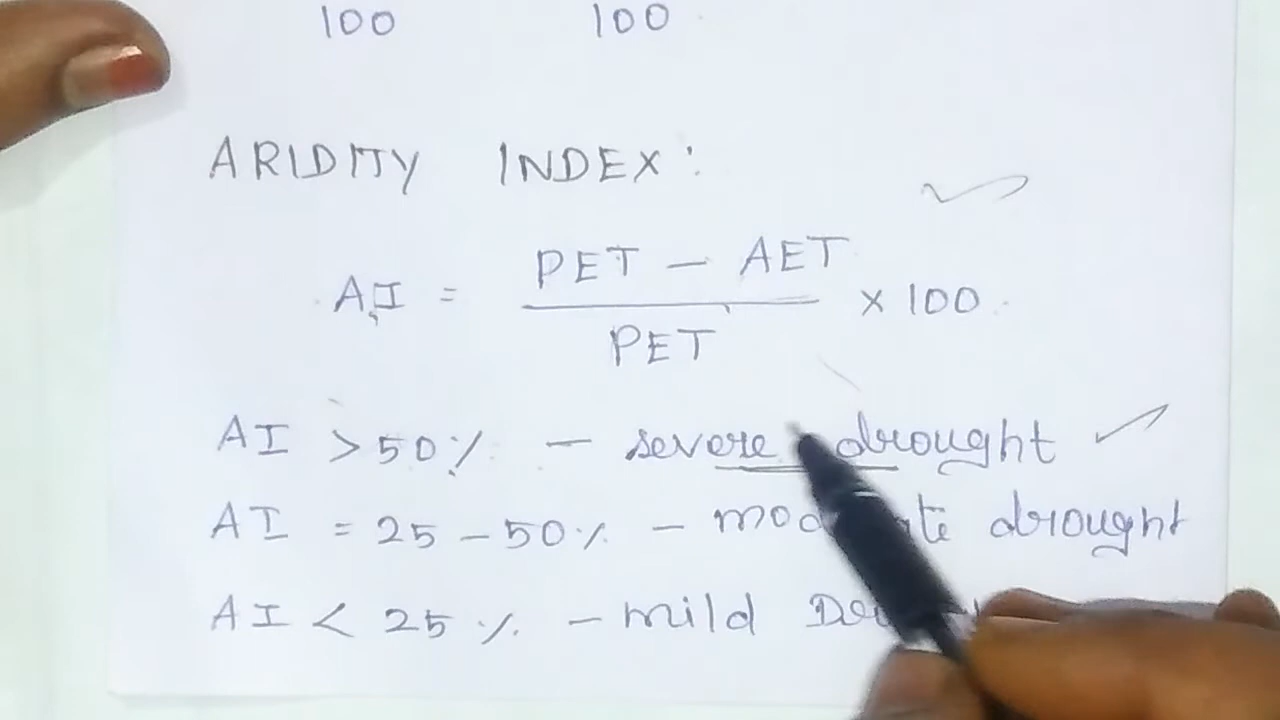 100 100
ARIDITY INDEX:
AI = PET - AET / PET × 100
AI > 50% - severe drought
AI = 25 - 50% - drought
AI < 25% - mild